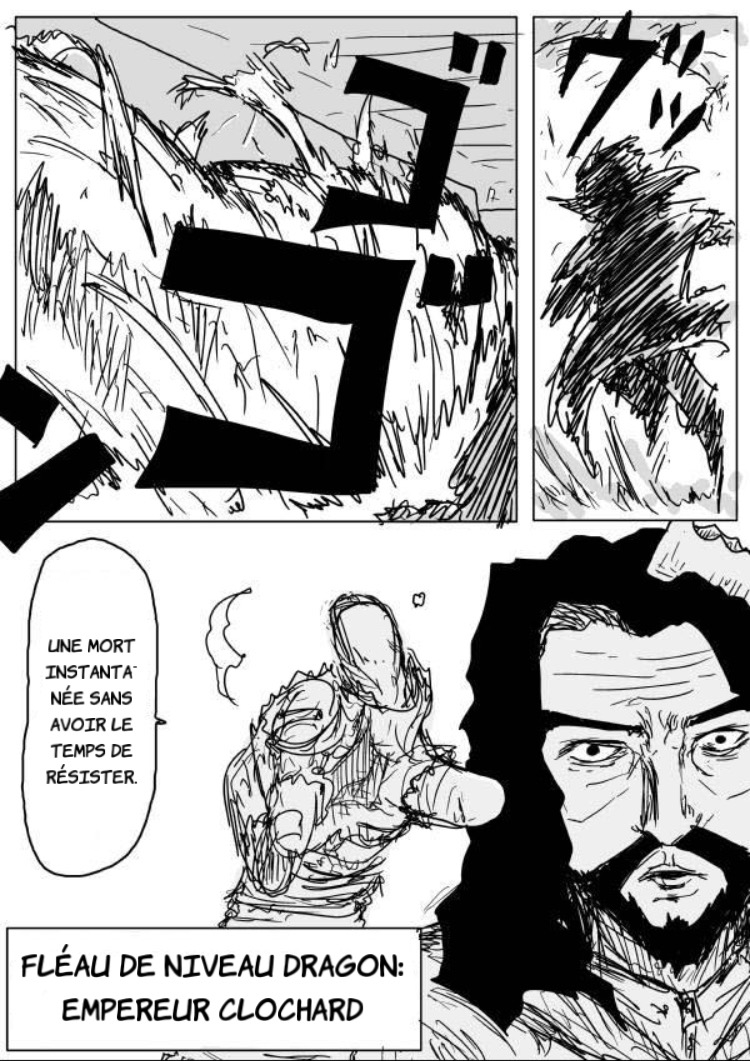 ゴゴ
ン
ヴッ
UNE MORT
INSTANTA-
NÉE SANS
AVOIR LE
TEMPS DE
RÉSISTER.
FLÉAU DE NIVEAU DRAGON:
EMPEREUR CLOCHARD